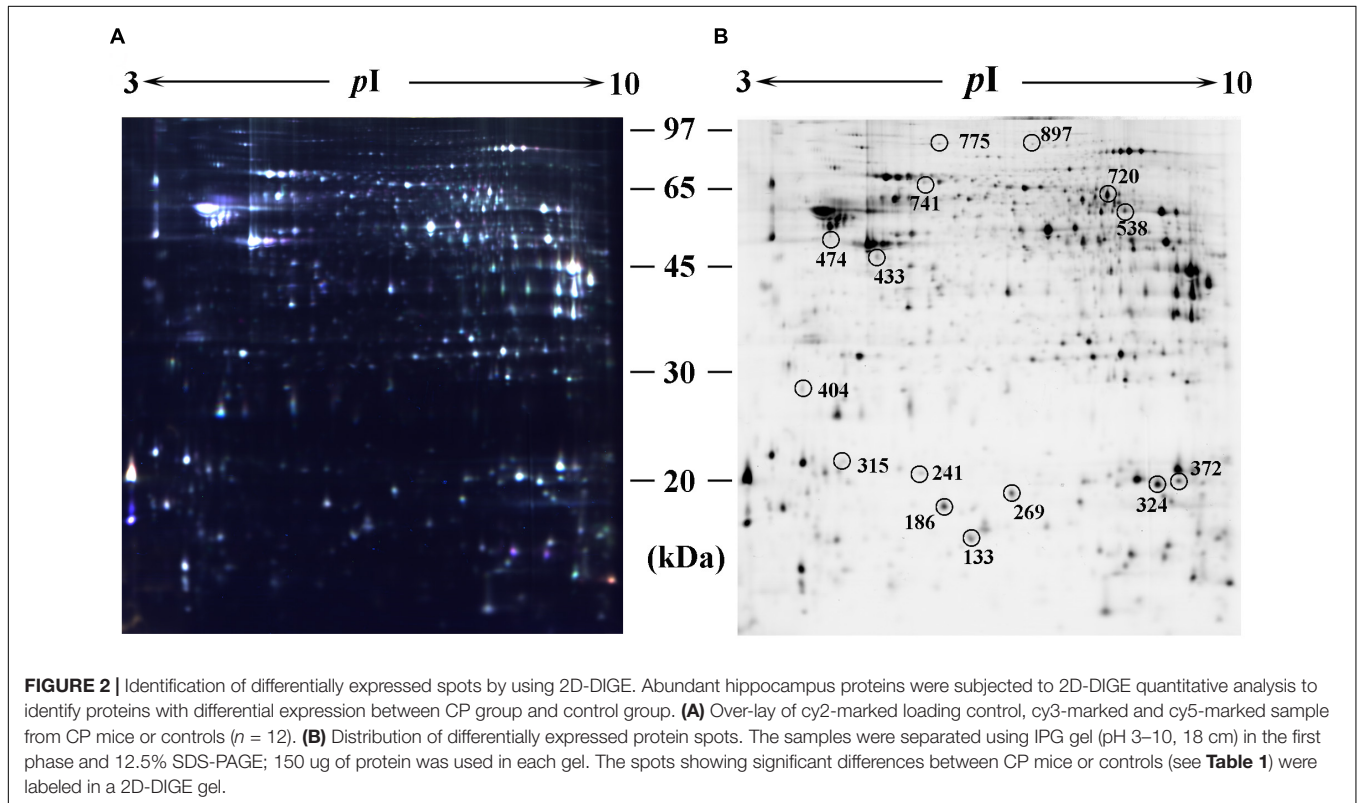 A
B
3 pI 10
3 pI 10
97
65
45
30
20
(kDa)
775
897
741
720
538
474
433
404
315
241
372
324
186
269
133
FIGURE 2 | Identification of differentially expressed spots by using 2D-DIGE. Abundant hippocampus proteins were subjected to 2D-DIGE quantitative analysis to
identify proteins with differential expression between CP group and control group. (A) Over-lay of cy2-marked loading control, cy3-marked and cy5-marked sample
from CP mice or controls (n = 12). (B) Distribution of differentially expressed protein spots. The samples were separated using IPG gel (pH 3–10, 18 cm) in the first
phase and 12.5% SDS-PAGE; 150 ug of protein was used in each gel. The spots showing significant differences between CP mice or controls (see Table 1) were
labeled in a 2D-DIGE gel.